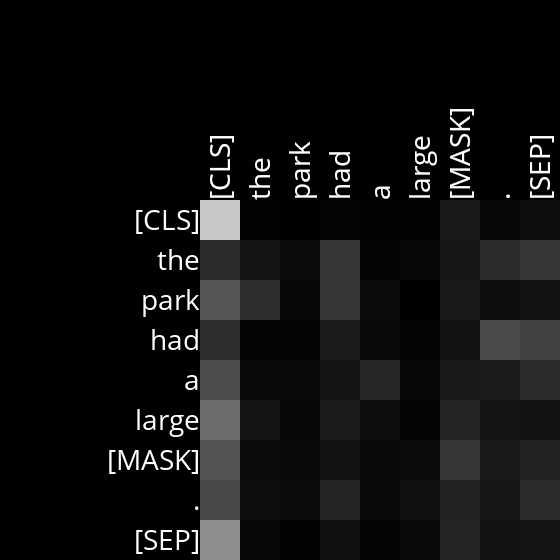 [CLS] the park had a large [MASK] . [SEP]
[CLS]
the
park
had
a
large
[MASK]
.
[SEP]